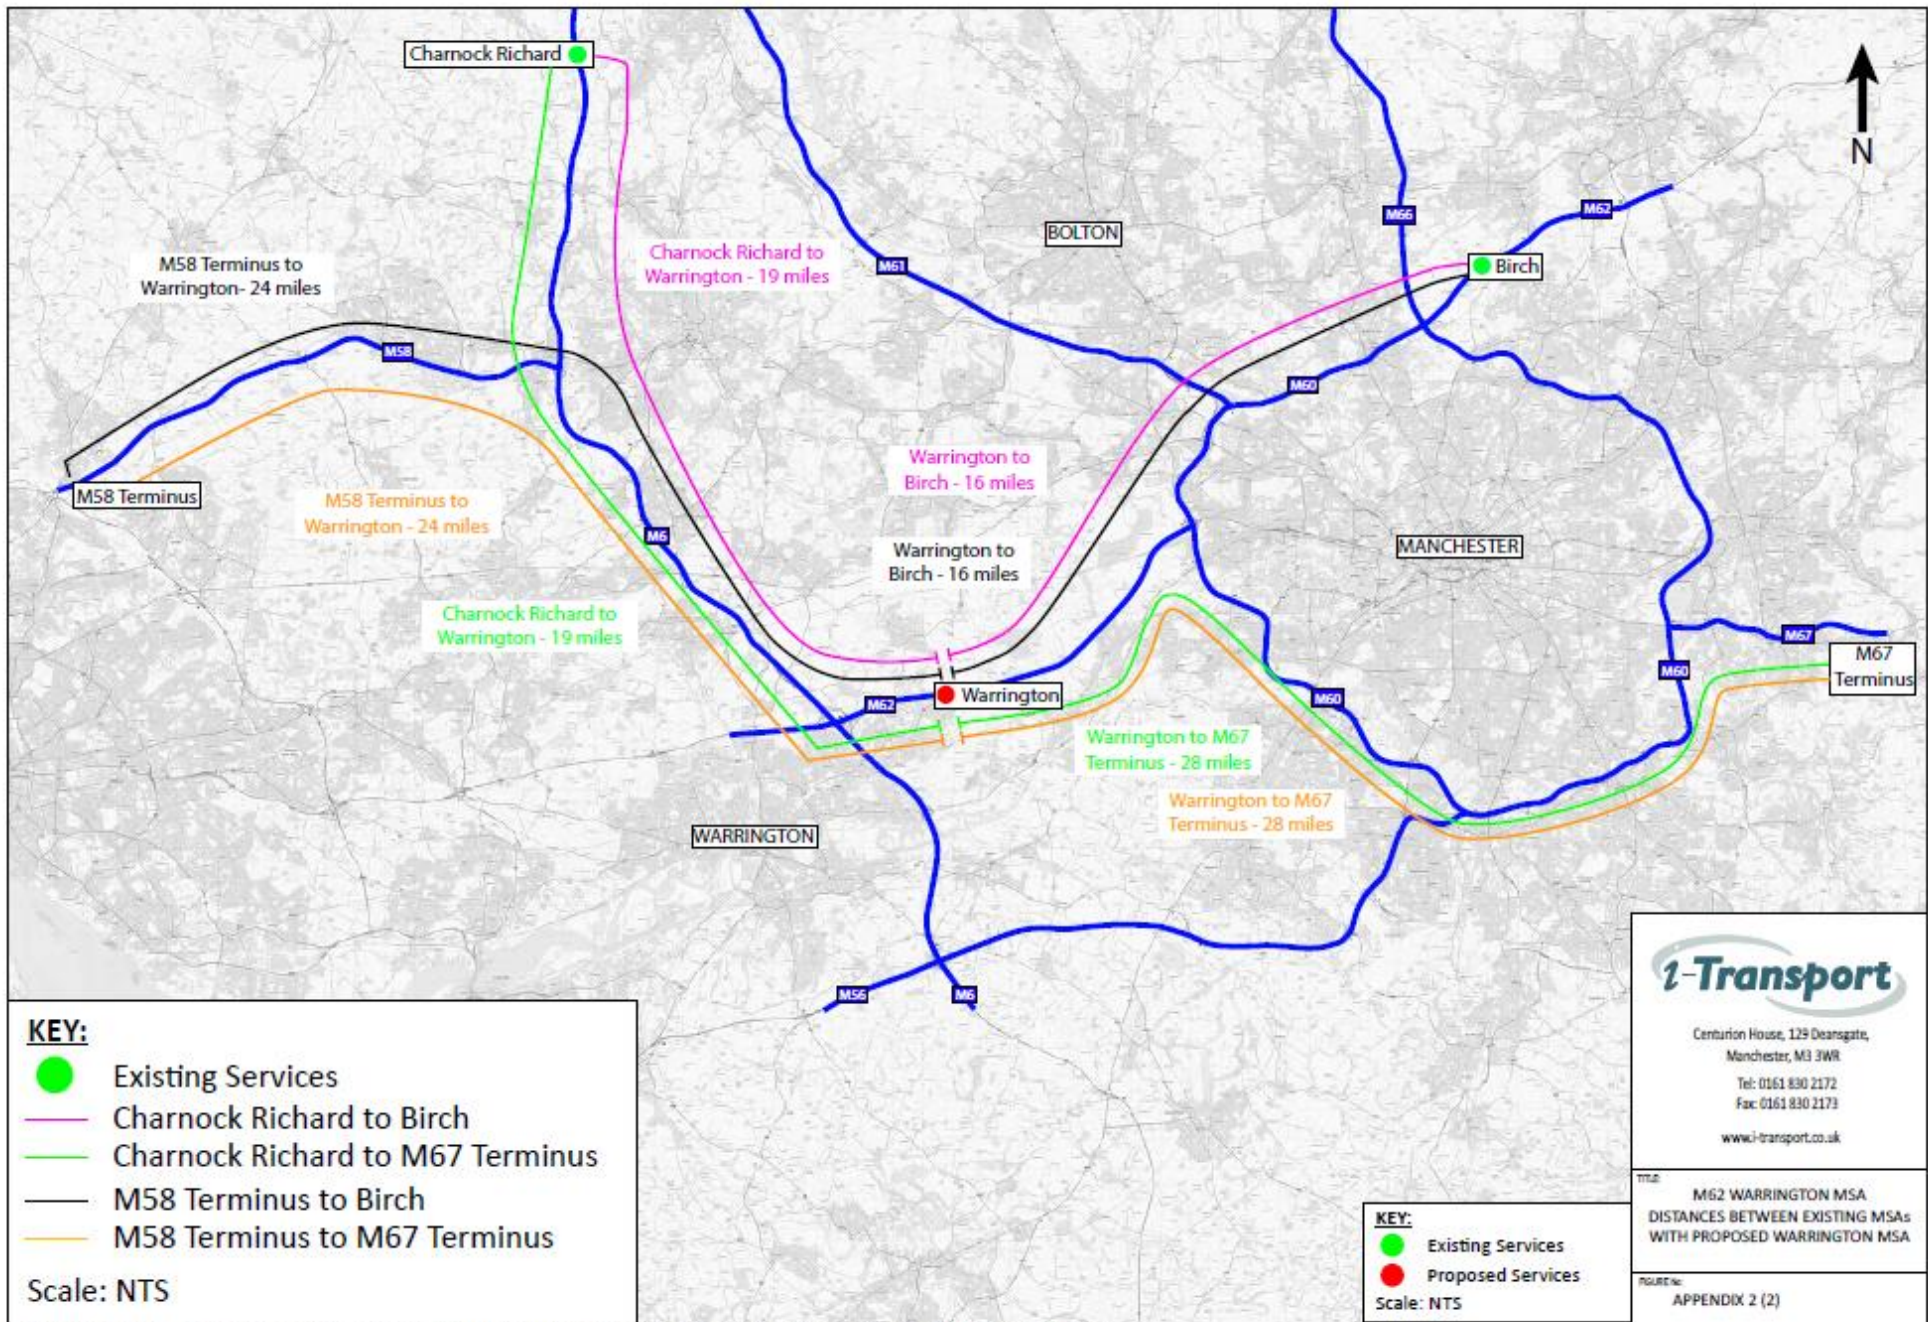 Charnock Richard
N
M62
M66
BOLTON
Charnock Richard to
Warrington - 19 miles
M58 Terminus to
Warrington- 24 miles
M61
Birch
M58
M60
Warrington to
Birch - 16 miles
M58 Terminus
M58 Terminus to
Warrington - 24 miles
M6
MANCHESTER
Warrington to
Birch - 16 miles
Charnock Richard to
Warrington - 19 miles
M67
M67
Terminus
M60
Warrington
M62
M60
Warrington to M67
Terminus - 28 miles
Warrington to M67
Terminus - 28 miles
WARRINGTON
M56
M6
KEY:
Existing Services
Charnock Richard to Birch
Charnock Richard to M67 Terminus
M58 Terminus to Birch
M58 Terminus to M67 Terminus
Scale: NTS
KEY:
Existing Services
Proposed Services
Scale: NTS
i-Transport
Centurion House, 129 Deansgate,
Manchester, M3 3WR
Tel: 0161 830 2172
Fax: 0161 830 2173
www.i-transport.co.uk
TITLE:
M62 WARRINGTON MSA
DISTANCES BETWEEN EXISTING MSAs
WITH PROPOSED WARRINGTON MSA
FIGURE No:
APPENDIX 2 (2)